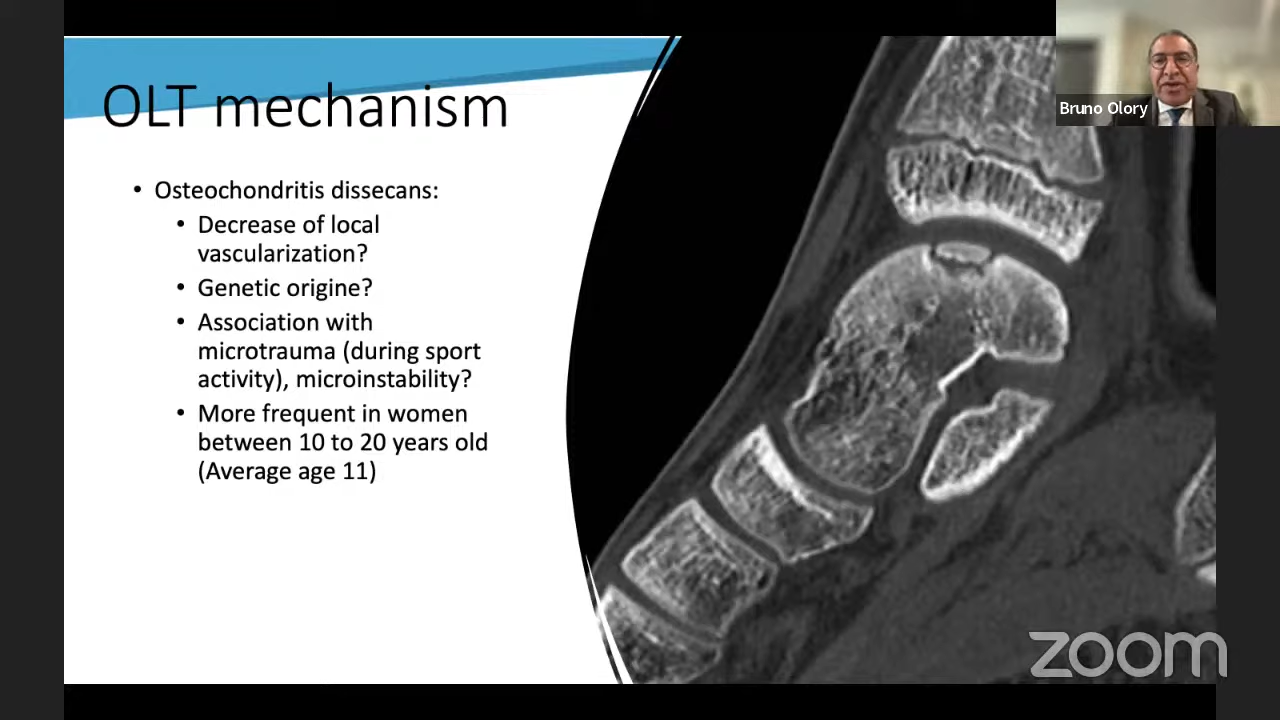 OLT mechanism
Bruno Olory
• Osteochondritis dissecans:
• Decrease of local
vascularization?
• Genetic origine?
• Association with
microtrauma (during sport
activity), microinstability?
• More frequent in women
between 10 to 20 years old
(Average age 11)
zoom